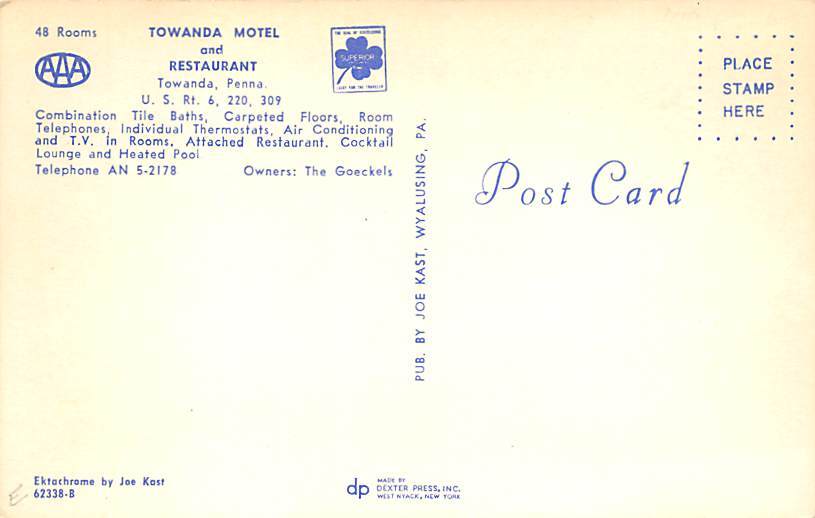 48 Rooms
TOWANDA MOTEL
and
RESTAURANT
Towanda, Penna.
U. S. Rt. 6, 220, 309
AAA
SUPERIOR
Combination Tile Baths, Carpeted Floors, Room
Telephones, Individual Thermostats, Air Conditioning
and T.V. in Rooms, Attached Restaurant. Cocktail
Lounge and Heated Pool
Telephone AN 5-2178 Owners: The Goeckels
PUB. BY JOE KAST, WYALUSING, PA.
PLACE
STAMP
HERE
Post Card
Ektachrome by Joe Kast
62338-B
dp
MADE BY
DEXTER PRESS, INC.
WEST NYACK, NEW YORK